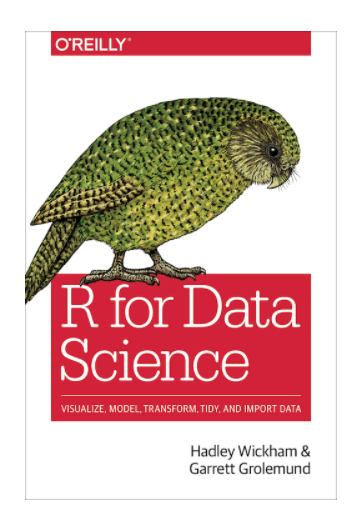 O'REILLY®
R for Data
Science
VISUALIZE, MODEL, TRANSFORM, TIDY, AND IMPORT DATA
Hadley Wickham &
Garrett Grolemund